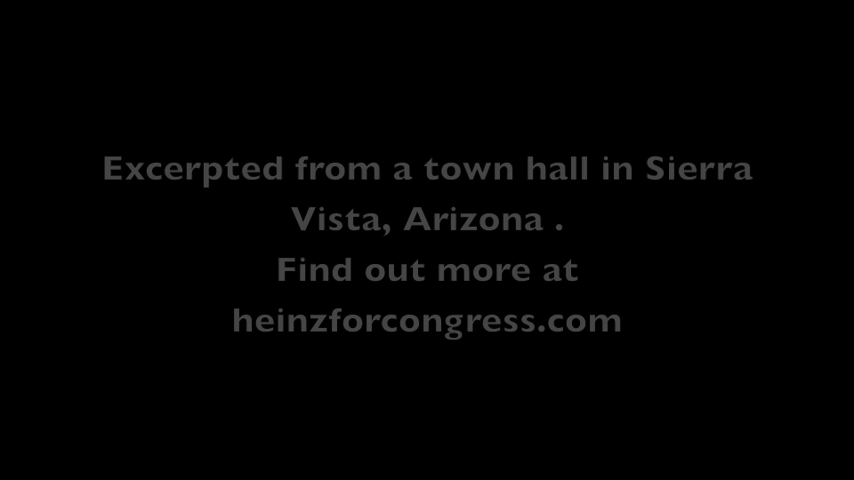 Excerpted from a town hall in Sierra
Vista, Arizona .
Find out more at
heinzforcongress.com